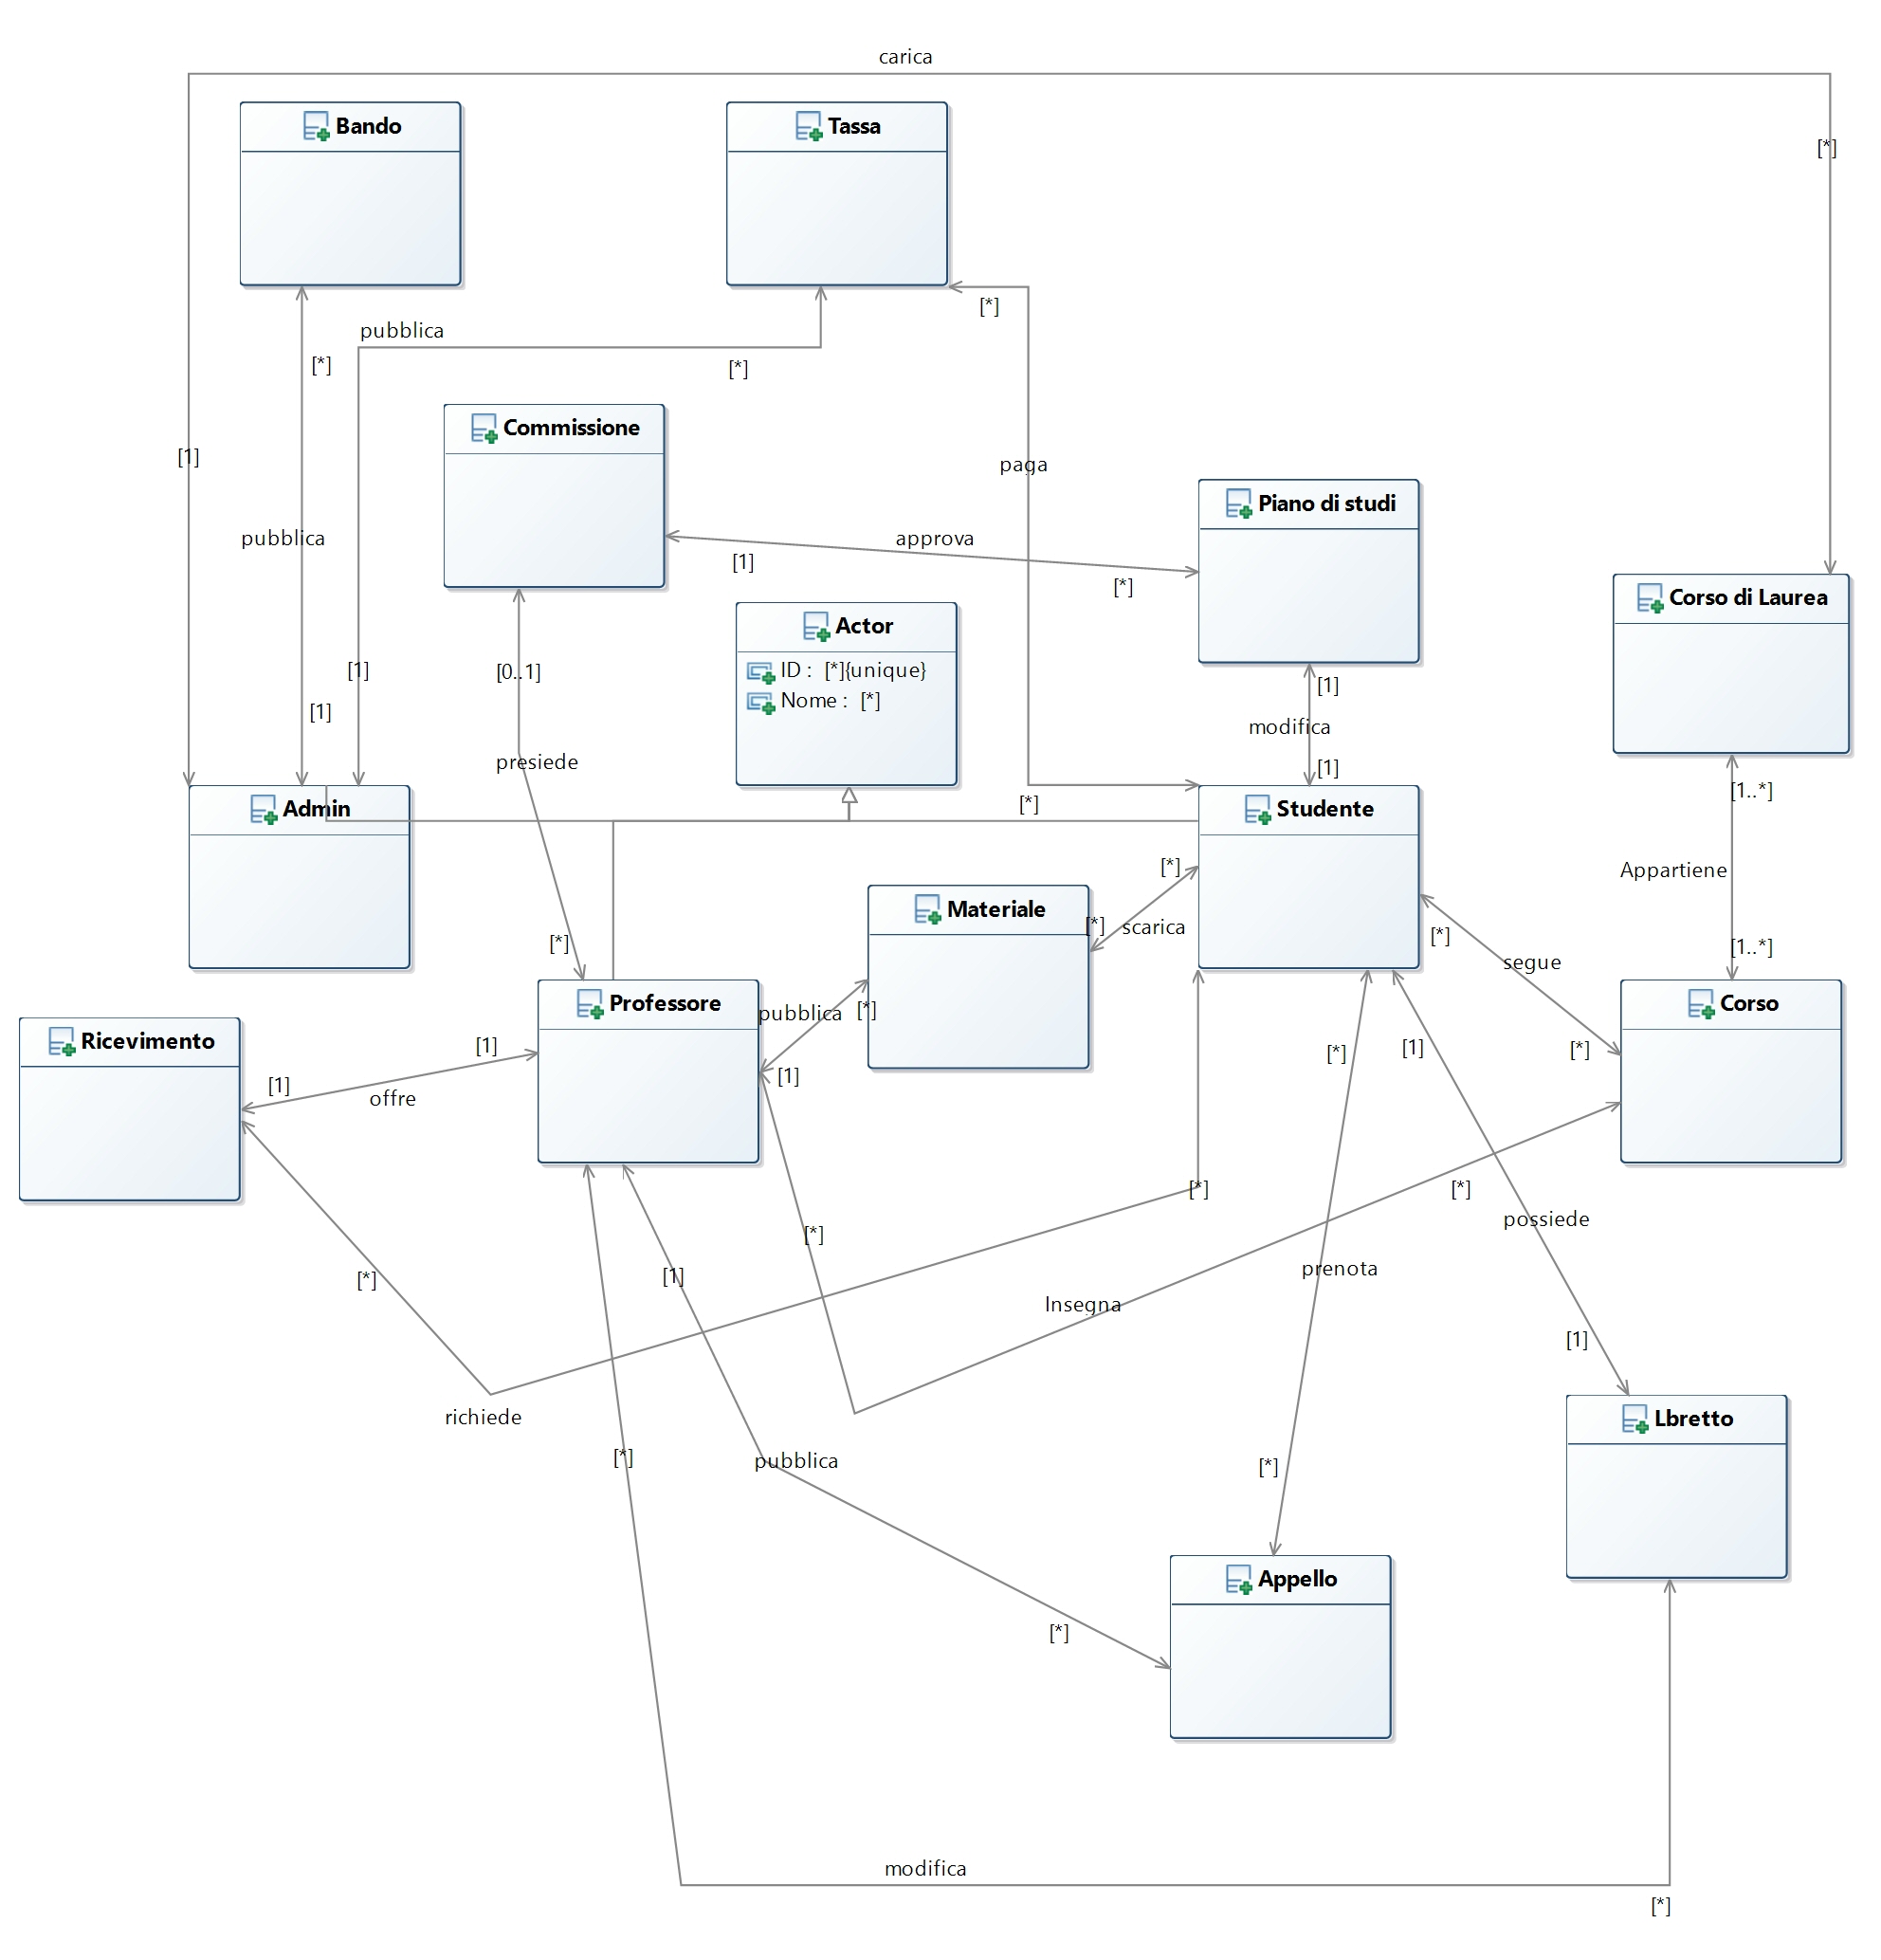 carica
[*]
Bando
Tassa
[*]
pubblica
[*]
[*]
Commissione
[1]
paga
Piano di studi
pubblica
approva
[1]
[*]
Corso di Laurea
Actor
ID :  [*]{unique}
Nome :  [*]
[0..1]
[1]
[1]
[1]
modifica
presiede
[1]
[1..*]
[*]
Admin
Studente
[*]
Appartiene
Materiale
[*]
scarica
[*]
[*]
[1..*]
segue
Professore
pubblica
[*]
Corso
Ricevimento
[1]
[1]
[1]
offre
[*]
[1]
[*]
[*]
[*]
[*]
possiede
[*]
[1]
prenota
Insegna
[1]
richiede
Lbretto
[*]
pubblica
[*]
Appello
[*]
modifica
[*]